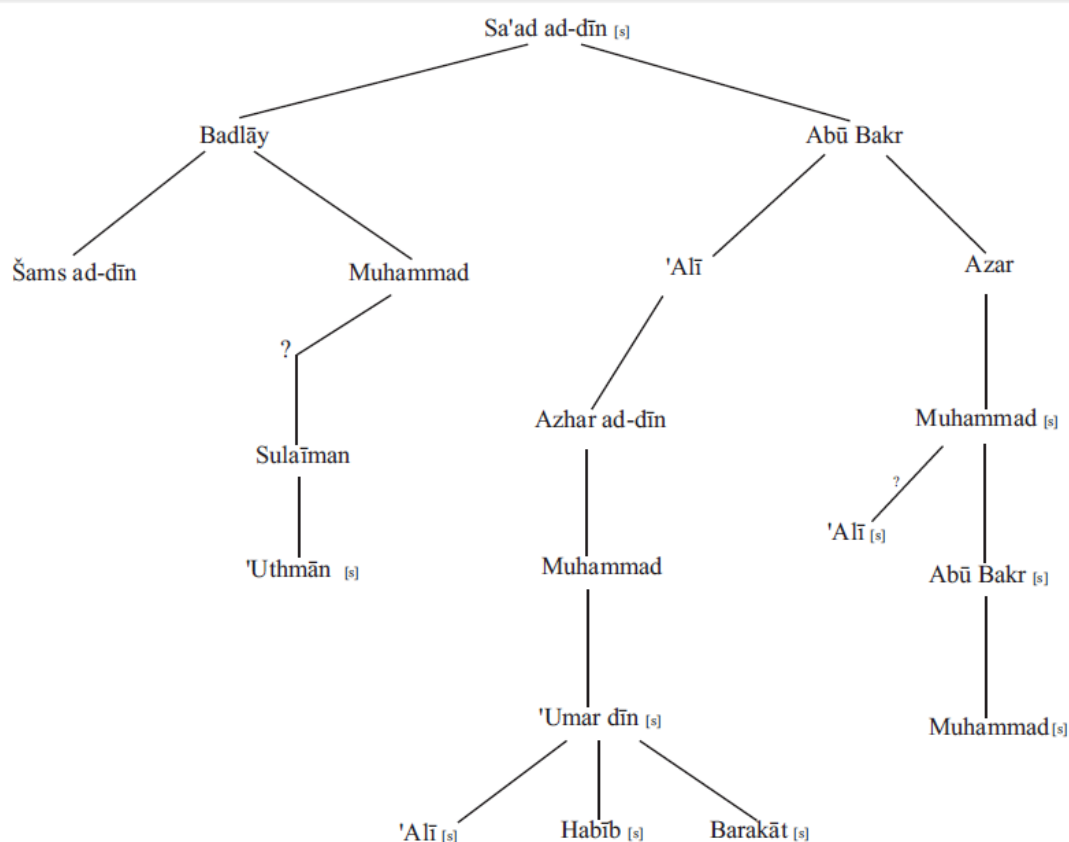 Sa'ad ad-dīn [s]
Badlāy
Abū Bakr
Šams ad-dīn
Muhammad
'Alī
Azar
?
Azhar ad-dīn
Muhammad [s]
Sulaīman
?
'Alī [s]
'Uthmān [s]
Muhammad
Abū Bakr [s]
'Umar dīn [s]
Muhammad [s]
'Alī [s]
Habīb [s]
Barakāt [s]